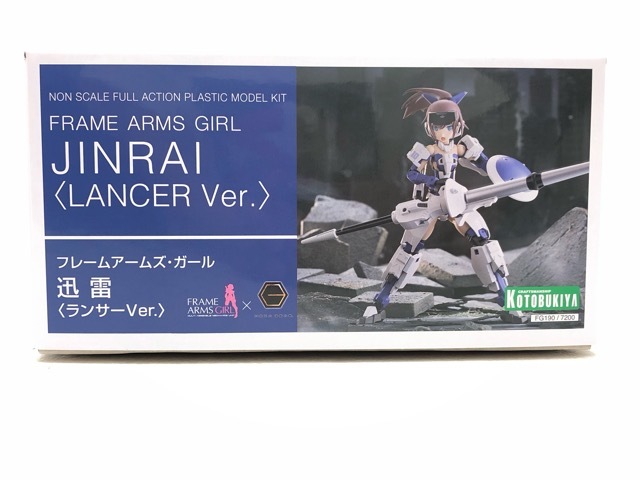 NON SCALE FULL ACTION PLASTIC MODEL KIT
FRAME ARMS GIRL
JINRAI
〈LANCER Ver.〉
フレームアームズ・ガール
迅雷
〈ランサーVer.〉
FRAME
ARMS GIRL
×
CRAFTSMANSHIP
KOTOBUKIYA
FG190 / 7200